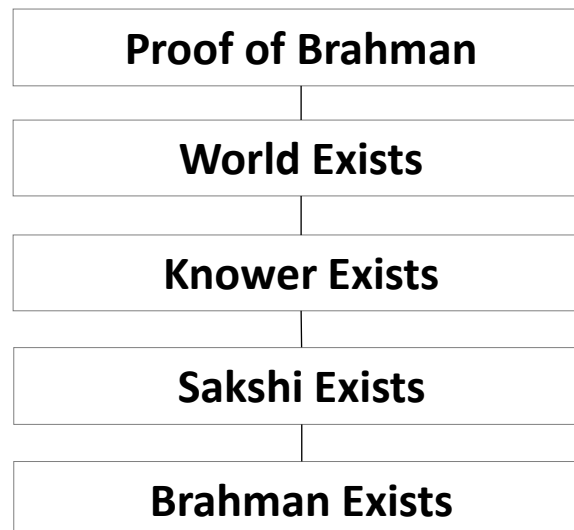 Proof of Brahman
World Exists
Knower Exists
Sakshi Exists
Brahman Exists